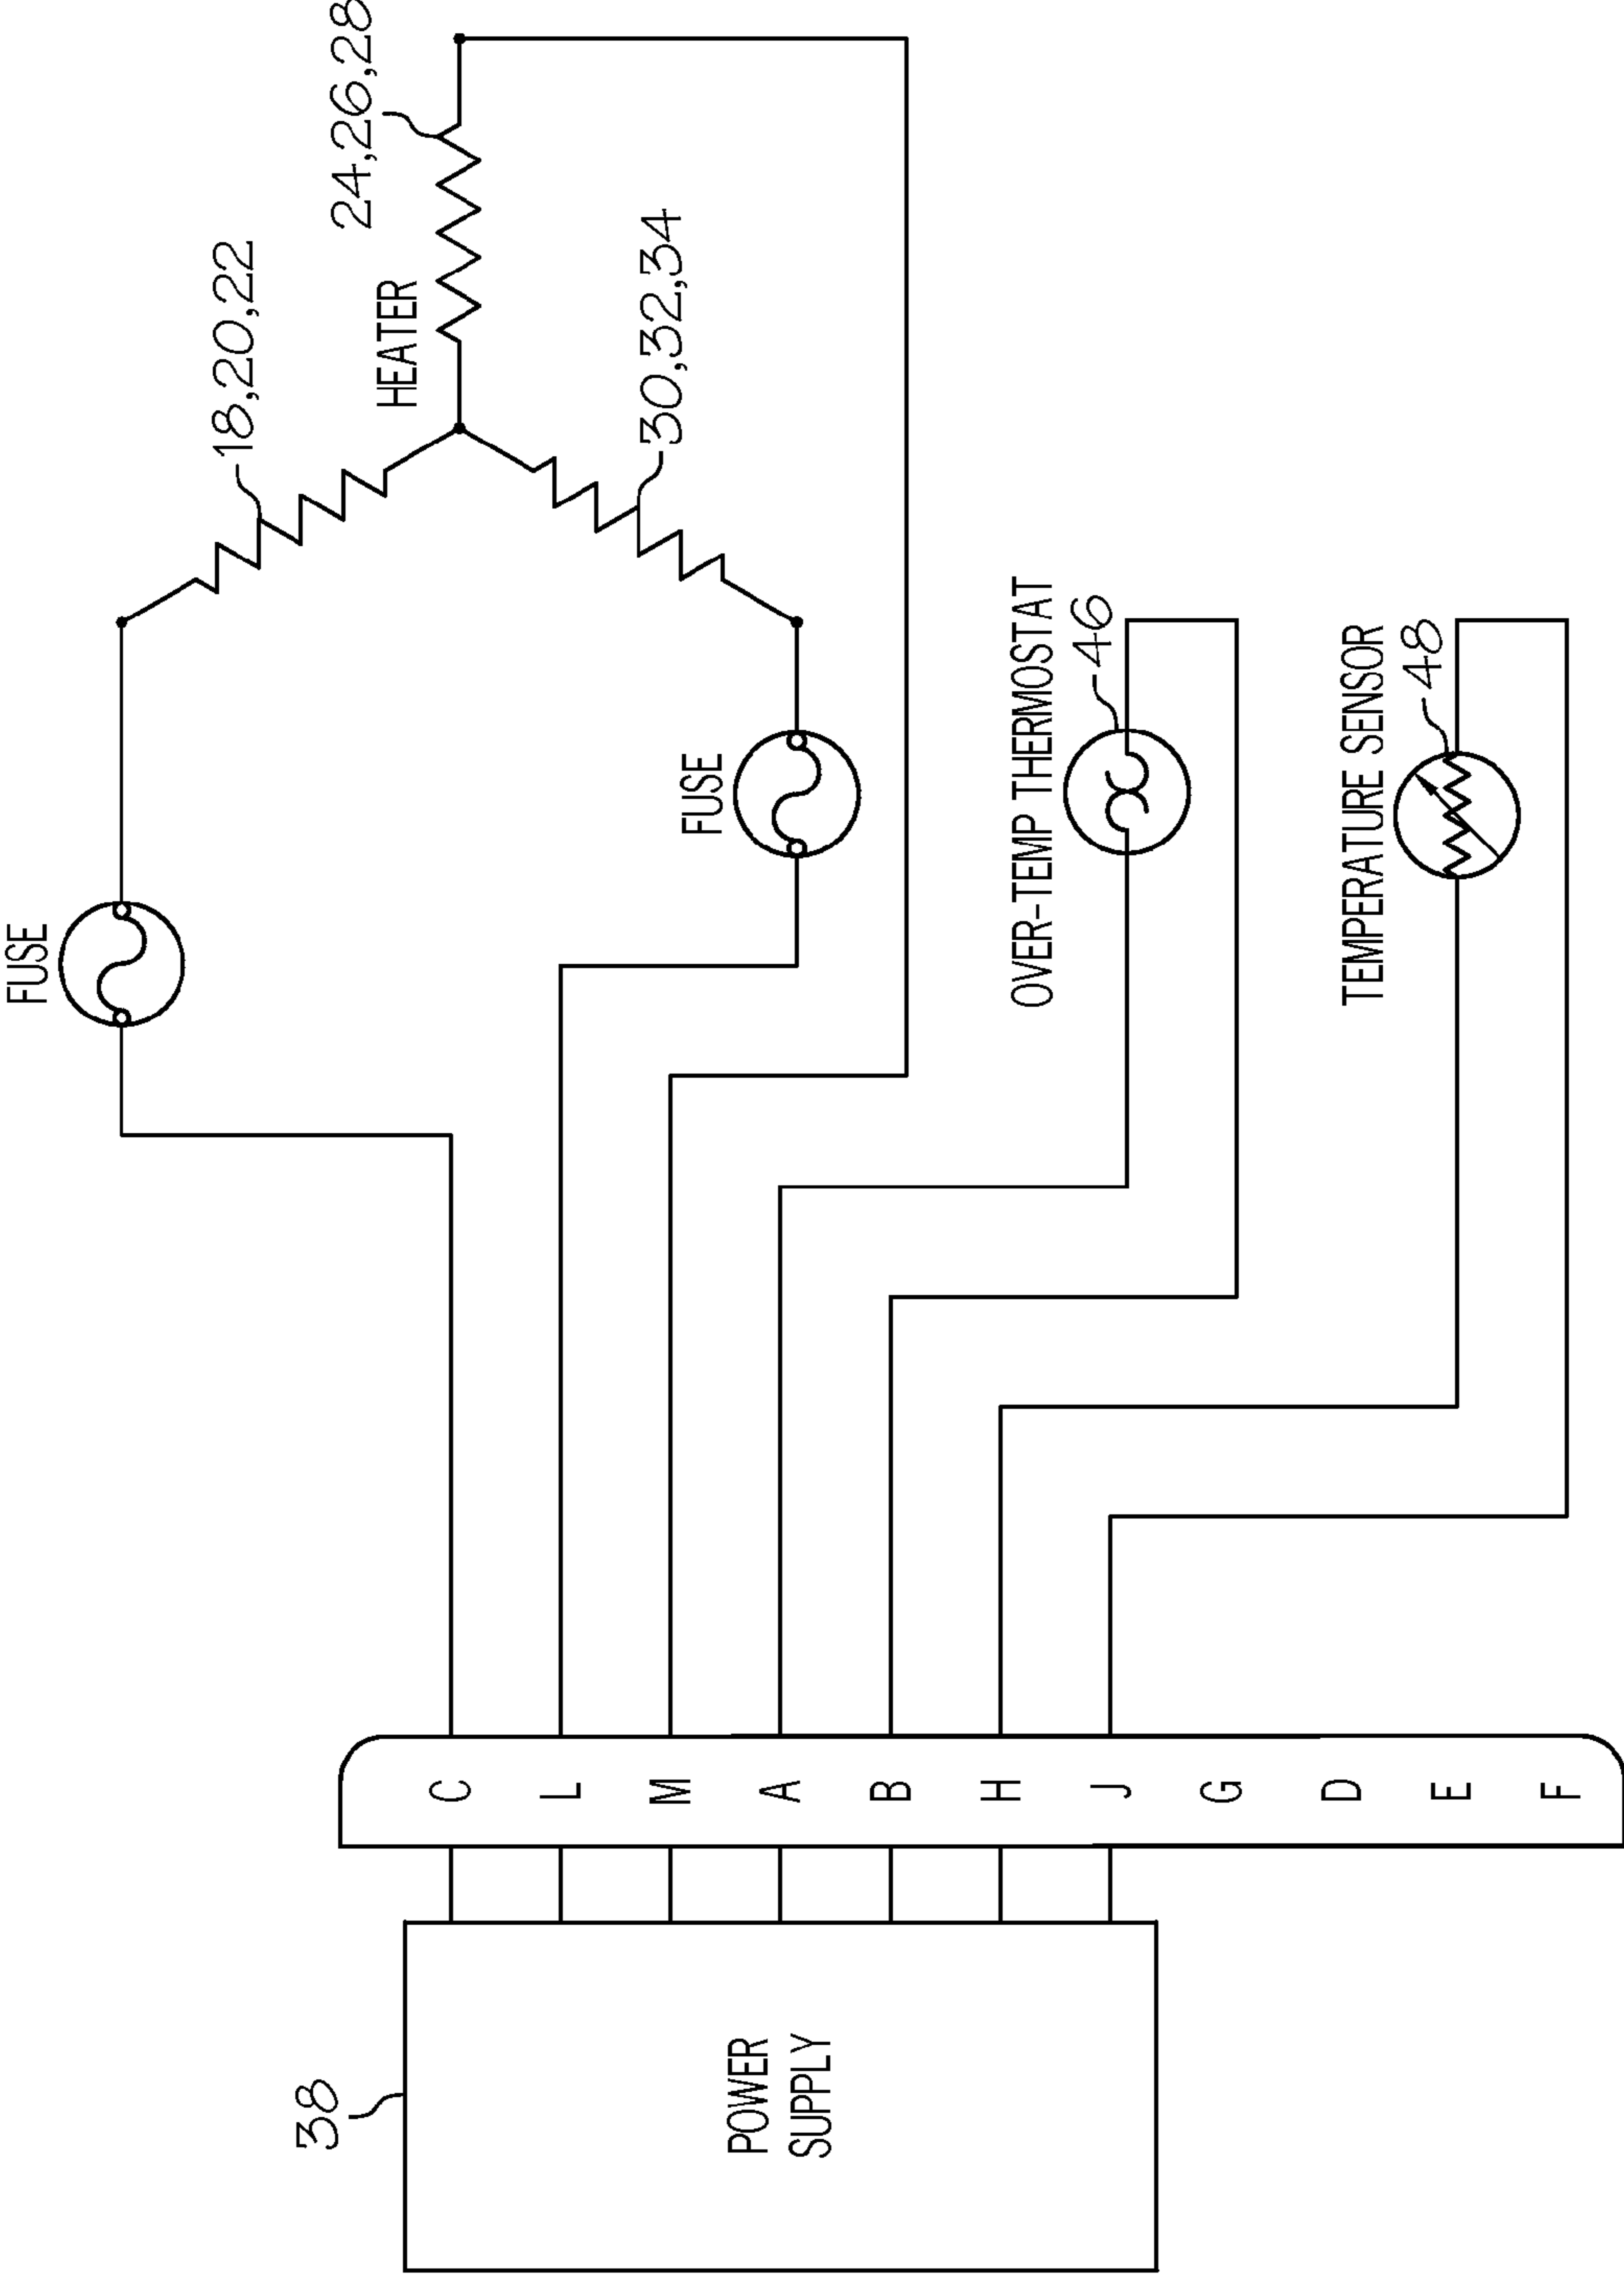 FUSE
18,20,22
24,26,28
HEATER
30,32,34
FUSE
OVER-TEMP THERMOSTAT
46
TEMPERATURE SENSOR
48
C
L
M
A
B
H
J
G
D
E
F
38
POWER
SUPPLY